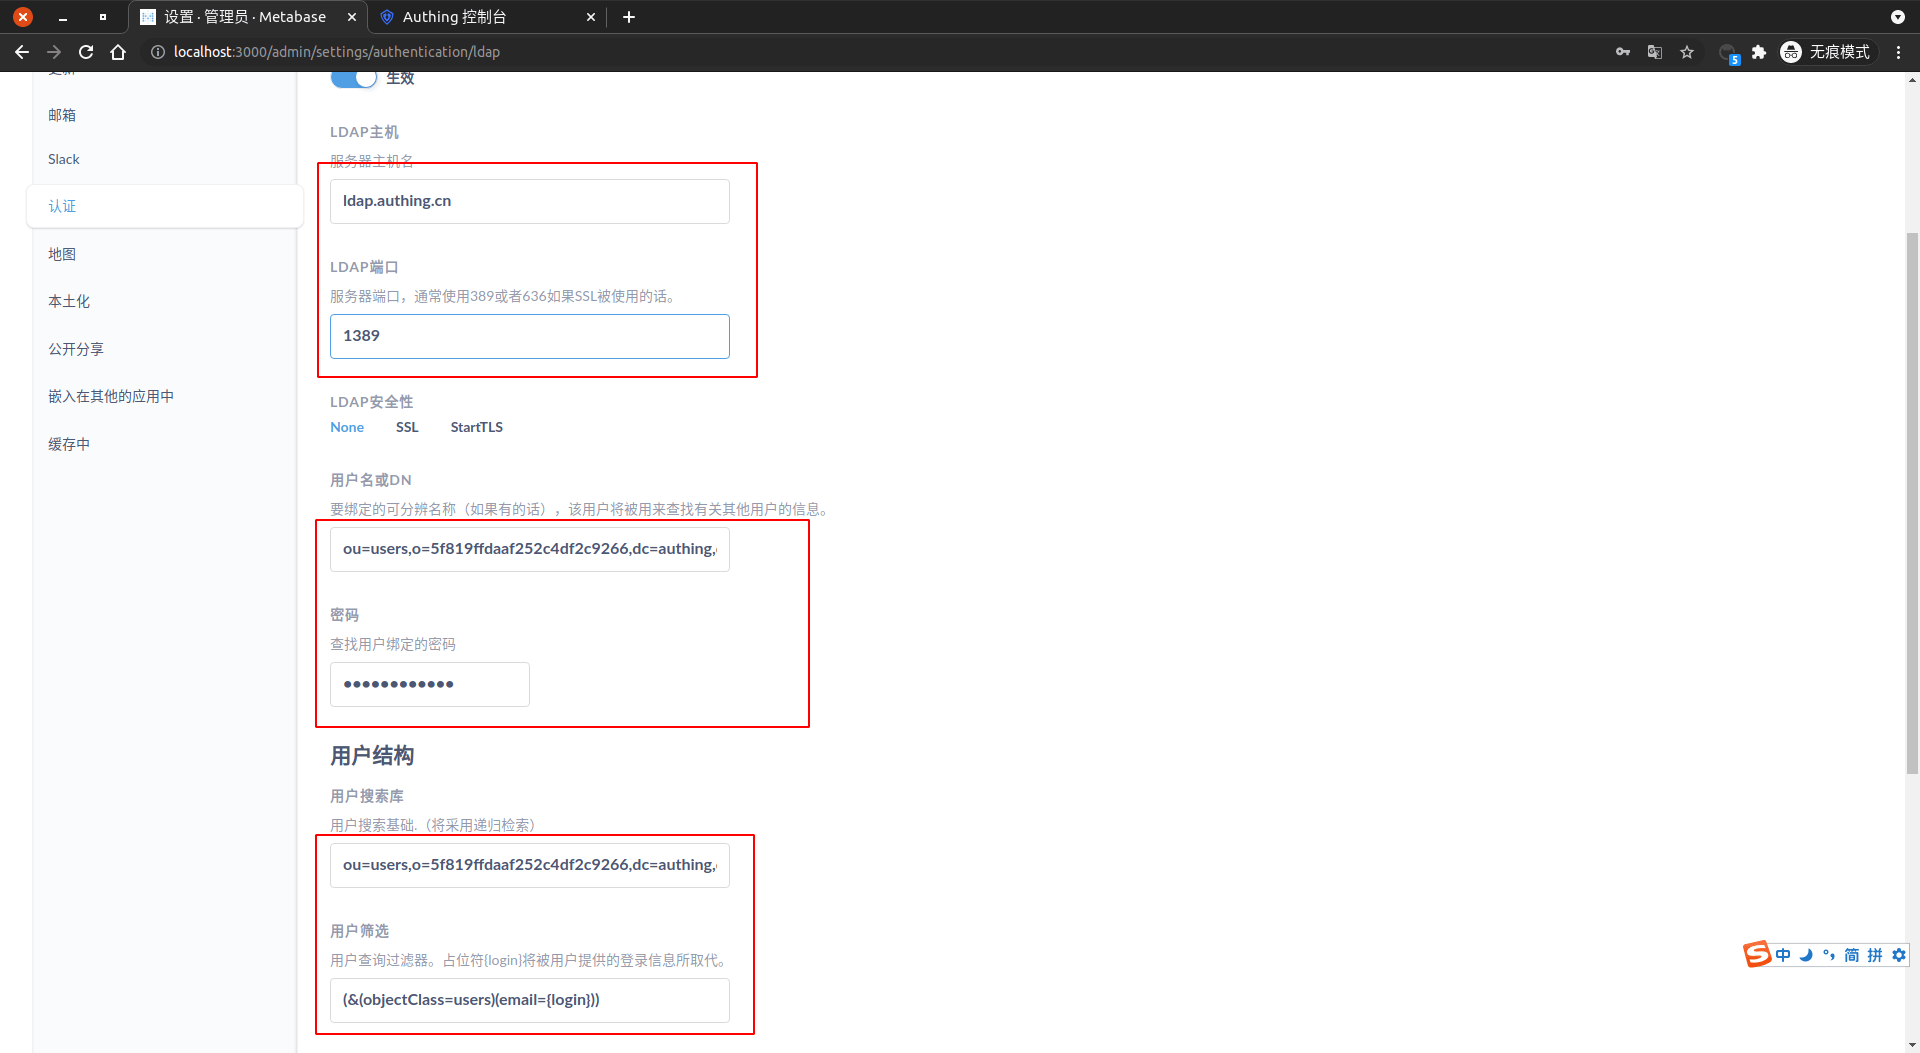 设置 · 管理员 · Metabase
Authing 控制台
localhost:3000/admin/settings/authentication/ldap
5
无痕模式
更新
邮箱
Slack
认证
地图
本土化
公开分享
嵌入在其他的应用中
缓存中
生效
LDAP主机
服务器主机名
ldap.authing.cn
LDAP端口
服务器端口，通常使用389或者636如果SSL被使用的话。
1389
LDAP安全性
None SSL StartTLS
用户名或DN
要绑定的可分辨名称（如果有的话），该用户将被用来查找有关其他用户的信息。
ou=users,o=5f819ffdaaf252c4df2c9266,dc=authing,
密码
查找用户绑定的密码
••••••••••••
用户结构
用户搜索库
用户搜索基础.（将采用递归检索）
ou=users,o=5f819ffdaaf252c4df2c9266,dc=authing,
用户筛选
用户查询过滤器。占位符{login}将被用户提供的登录信息所取代。
(&(objectClass=users)(email={login}))
S 中 简 拼